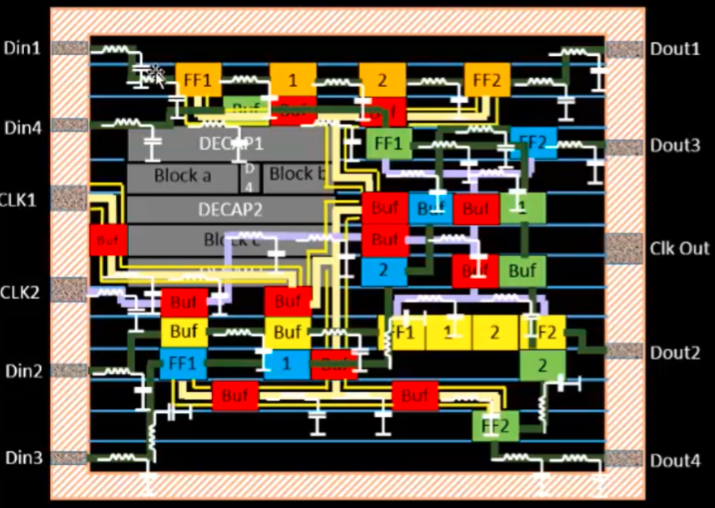 Din1
Dout1
FF1
1
2
FF2
Buf
Buf
Buf
Din4
DECAP1
FF1
FF2
Dout3
Block a
D
4
Block b
CLK1
DECAP2
Buf
Buf
Buf
1
Buf
Block c
Buf
Clk Out
2
Buf
Buf
CLK2
Buf
Buf
Buf
Buf
FF1
1
2
F2
Dout2
Din2
FF1
1
Buf
2
Buf
Buf
FF2
Din3
Dout4